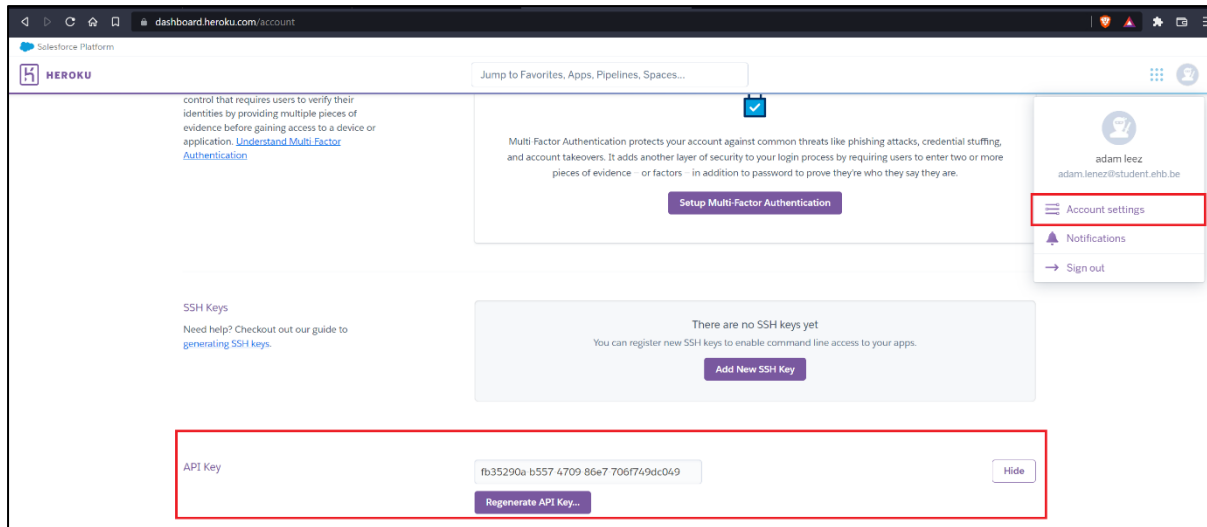 dashboard.heroku.com/account
Salesforce Platform
HEROKU
Jump to Favorites, Apps, Pipelines, Spaces...
control that requires users to verify their
identities by providing multiple pieces of
evidence before gaining access to a device or
application. Understand Multi Factor
Authentication
Multi-Factor Authentication protects your account against common threats like phishing attacks, credential stuffing,
and account takeovers. It adds another layer of security to your login process by requiring users to enter two or more
pieces of evidence – or factors – in addition to password to prove they're who they say they are.
Setup Multi-Factor Authentication
adam leez
adam.lenez@student.ehb.be
Account settings
Notifications
Sign out
SSH Keys
Need help? Checkout out our guide to
generating SSH keys.
There are no SSH keys yet
You can register new SSH keys to enable command line access to your apps.
Add New SSH Key
API Key
fb35290a b557 4709 86e7 706f749dc049
Hide
Regenerate API Key...